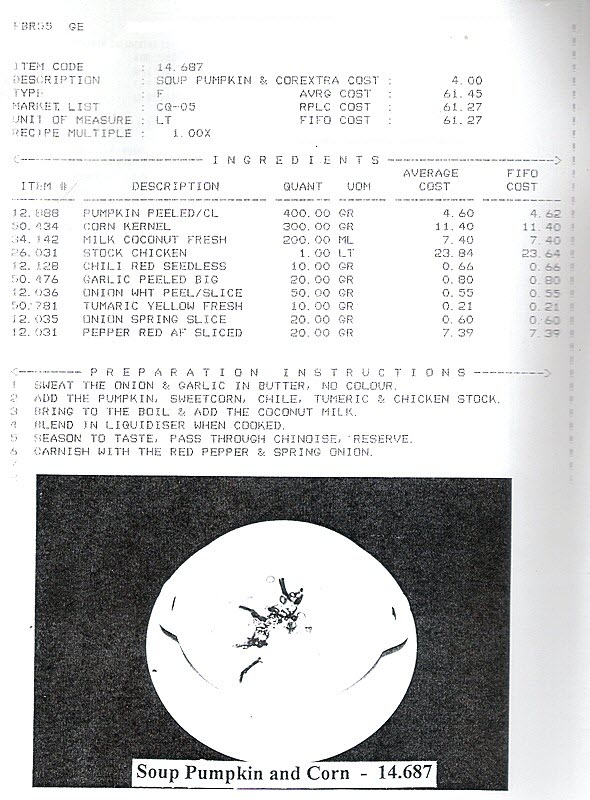 FBR55 GE
ITEM CODE : 14.687
DESCRIPTION : SOUP PUMPKIN & COREXTRA COST : 4.00
TYPE : F AVRG COST : 61.45
MARKET LIST : CQ-05 RPLC COST : 61.27
UNIT OF MEASURE : LT FIFO COST : 61.27
RECIPE MULTIPLE : 1.00X
<---------- I N G R E D I E N T S ---------->
AVERAGE FIFO
ITEM # DESCRIPTION QUANT UOM COST COST
12.888 PUMPKIN PEELED/CL 400.00 GR 4.60 4.62
50.434 CORN KERNEL 300.00 GR 11.40 11.40
34.142 MILK COCONUT FRESH 200.00 ML 7.40 7.40
26.031 STOCK CHICKEN 1.00 LT 23.84 23.64
12.128 CHILI RED SEEDLESS 10.00 GR 0.66 0.66
50.476 GARLIC PEELED BIG 20.00 GR 0.80 0.80
12.036 ONION WHT PEEL/SLICE 50.00 GR 0.55 0.55
50.781 TUMARIC YELLOW FRESH 10.00 GR 0.21 0.21
12.035 ONION SPRING SLICE 20.00 GR 0.60 0.60
12.031 PEPPER RED AF SLICED 20.00 GR 7.39 7.39
<-------- P R E P A R A T I O N   I N S T R U C T I O N S -------->
1 SWEAT THE ONION & GARLIC IN BUTTER, NO COLOUR.
2 ADD THE PUMPKIN, SWEETCORN, CHILE, TUMERIC & CHICKEN STOCK.
3 BRING TO THE BOIL & ADD THE COCONUT MILK.
4 BLEND IN LIQUIDISER WHEN COOKED.
5 SEASON TO TASTE, PASS THROUGH CHINOISE, RESERVE.
6 GARNISH WITH THE RED PEPPER & SPRING ONION.
7
Soup Pumpkin and Corn - 14.687